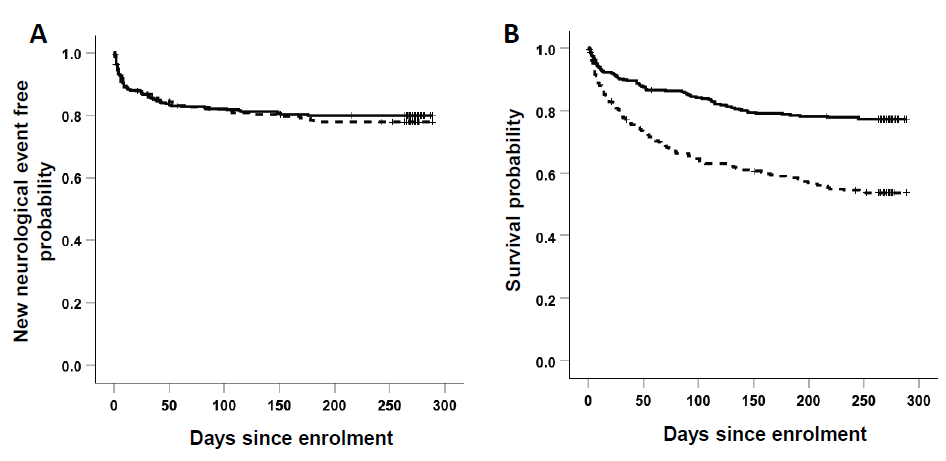 A
New neurological event free
probability
1.0
0.8
0.6
0.4
0.2
0.0
0 50 100 150 200 250 300
Days since enrolment
B
Survival probability
1.0
0.8
0.6
0.4
0.2
0.0
0 50 100 150 200 250 300
Days since enrolment